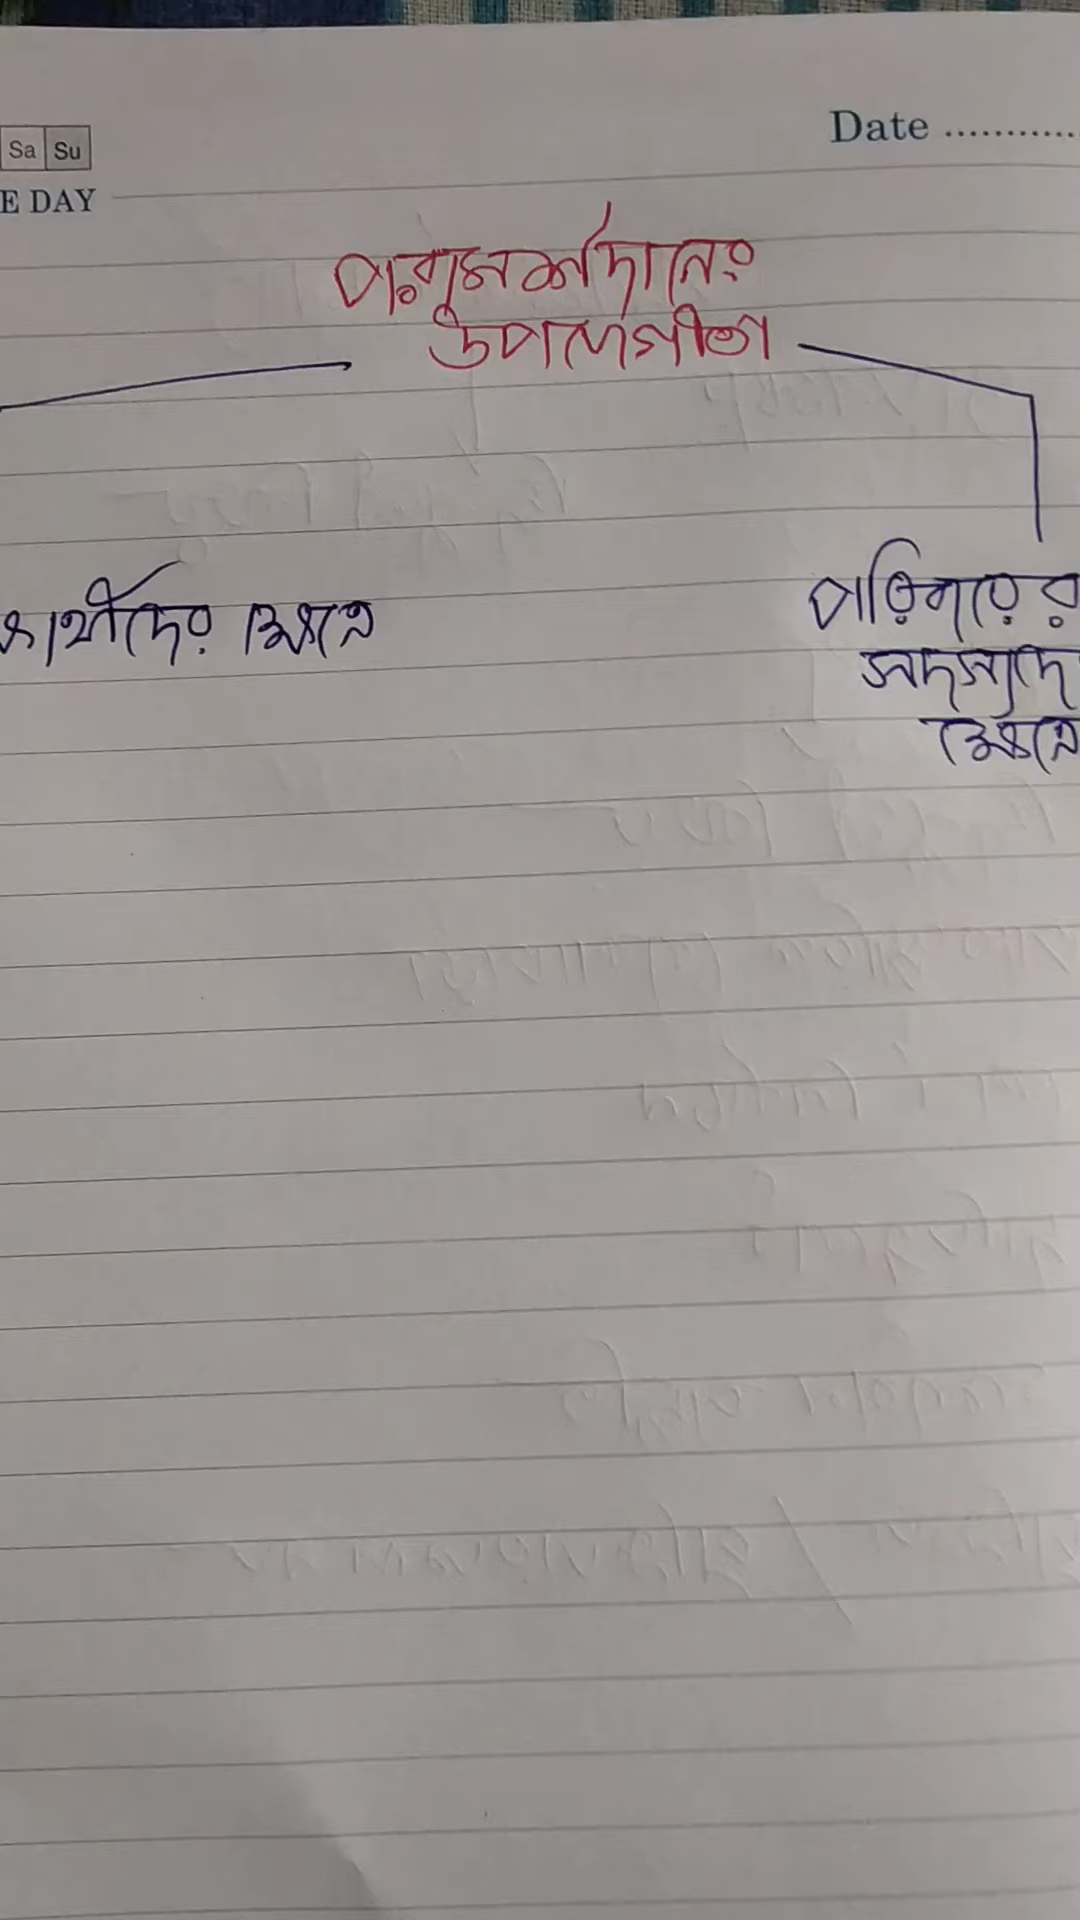 Date ............
Sa Su
E DAY
পরামর্শদানের
উপযোগীতা
ক্ষার্থীদের ক্ষেত্রে
পরিবারের
সদস্যদে
ক্ষেত্রে